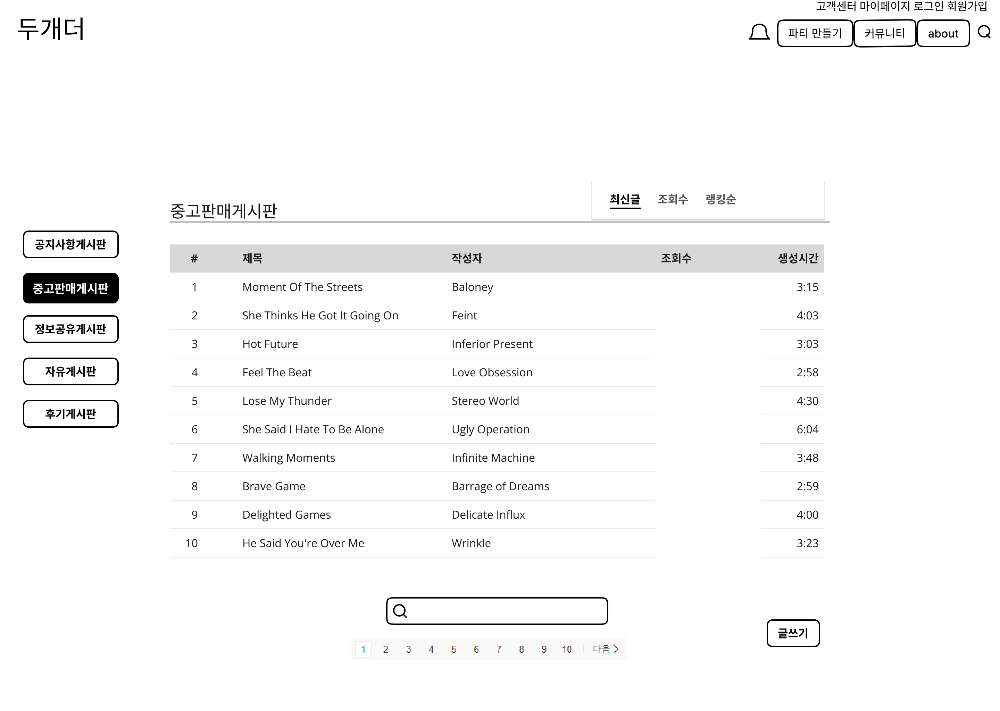 고객센터 마이페이지 로그인 회원가입
두개더
파티 만들기 커뮤니티 about
최신글 조회수 랭킹순
중고판매게시판
공지사항게시판
중고판매게시판
정보공유게시판
자유게시판
후기게시판
# 제목 작성자 조회수 생성시간
1 Moment Of The Streets Baloney 3:15
2 She Thinks He Got It Going On Feint 4:03
3 Hot Future Inferior Present 3:03
4 Feel The Beat Love Obsession 2:58
5 Lose My Thunder Stereo World 4:30
6 She Said I Hate To Be Alone Ugly Operation 6:04
7 Walking Moments Infinite Machine 3:48
8 Brave Game Barrage of Dreams 2:59
9 Delighted Games Delicate Influx 4:00
10 He Said You're Over Me Wrinkle 3:23
글쓰기
1 2 3 4 5 6 7 8 9 10 다음